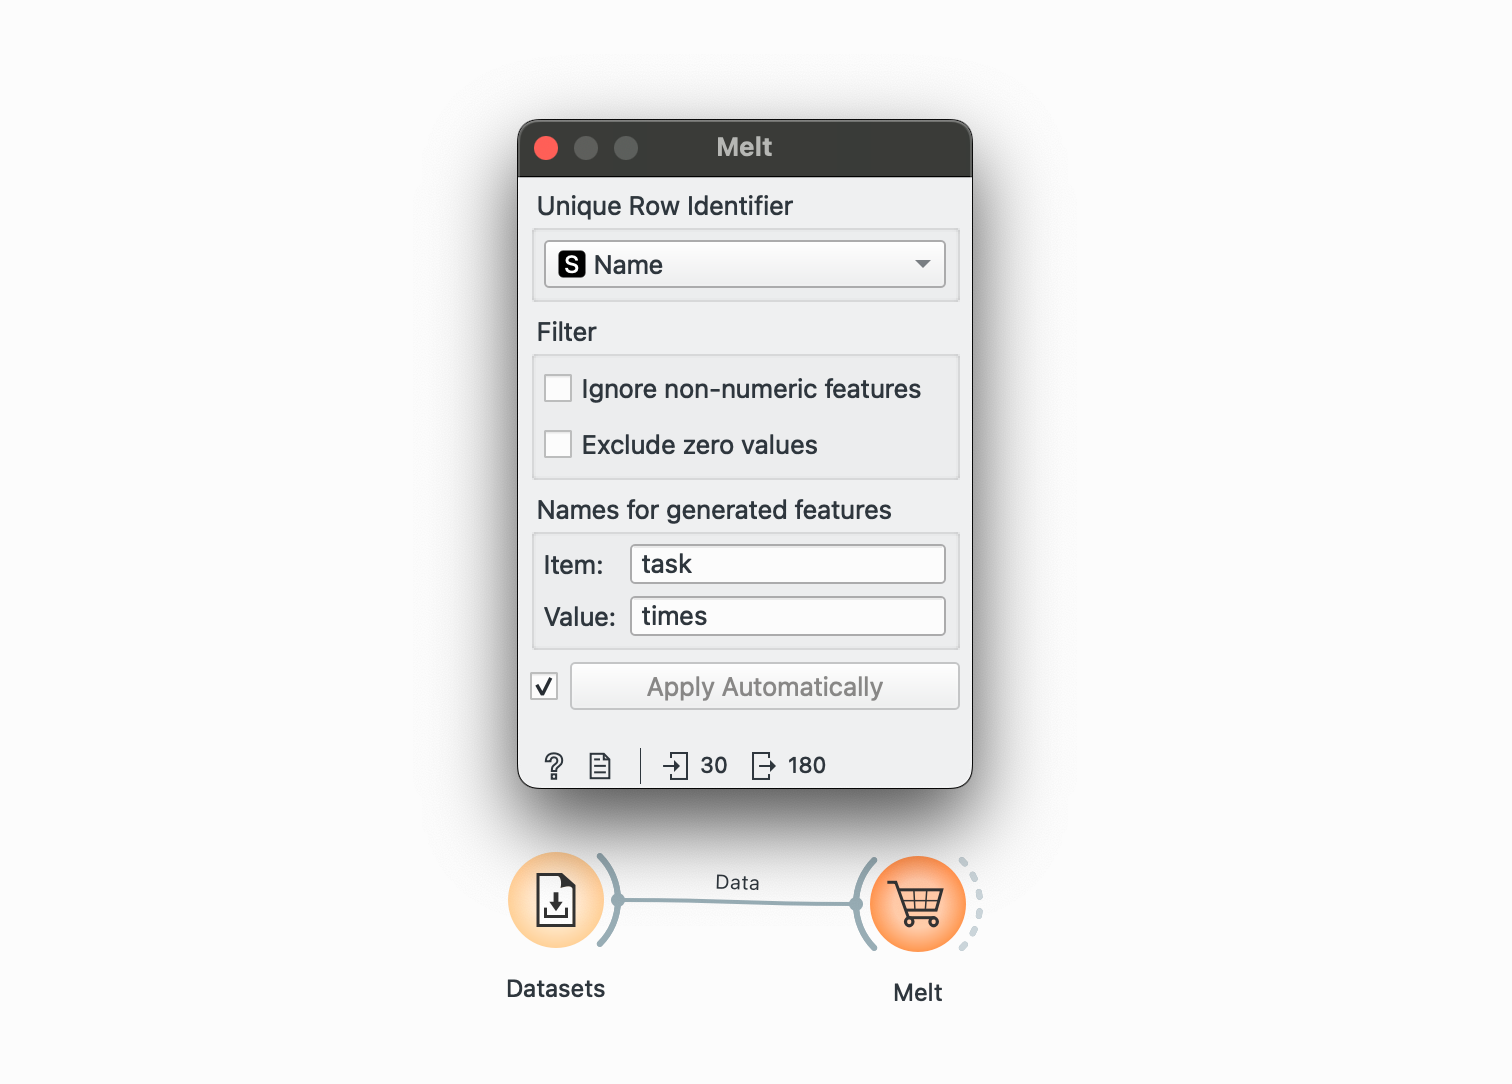 Melt
Unique Row Identifier
S Name
Filter
Ignore non-numeric features
Exclude zero values
Names for generated features
Item: task
Value: times
Apply Automatically
? 30 180
Data
Datasets
Melt